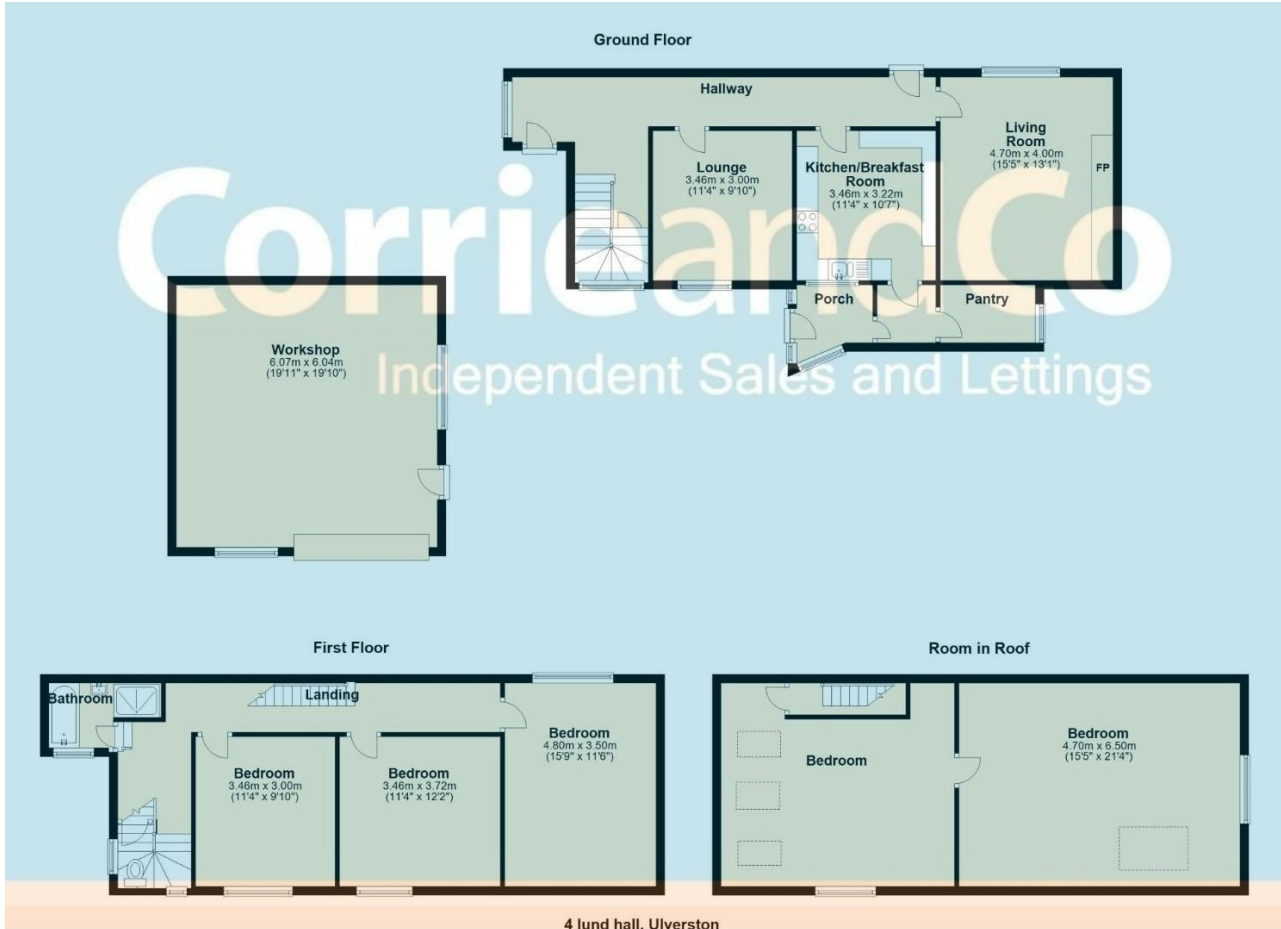 Ground Floor
Hallway
Living
Room
4.70m x 4.00m
(15'5" x 13'1")
FP
Lounge
3.46m x 3.00m
(11'4" x 9'10")
Kitchen/Breakfast
Room
3.46m x 3.22m
(11'4" x 10'7")
CorrieandCo
Independent Sales and Lettings
Porch
Pantry
Workshop
6.07m x 6.04m
(19'11" x 19'10")
First Floor
Bathroom
Landing
Bedroom
3.46m x 3.00m
(11'4" x 9'10")
Bedroom
3.46m x 3.72m
(11'4" x 12'2")
Bedroom
4.80m x 3.50m
(15'9" x 11'6")
Room in Roof
Bedroom
Bedroom
4.70m x 6.50m
(15'5" x 21'4")
4 lund hall, Ulverston